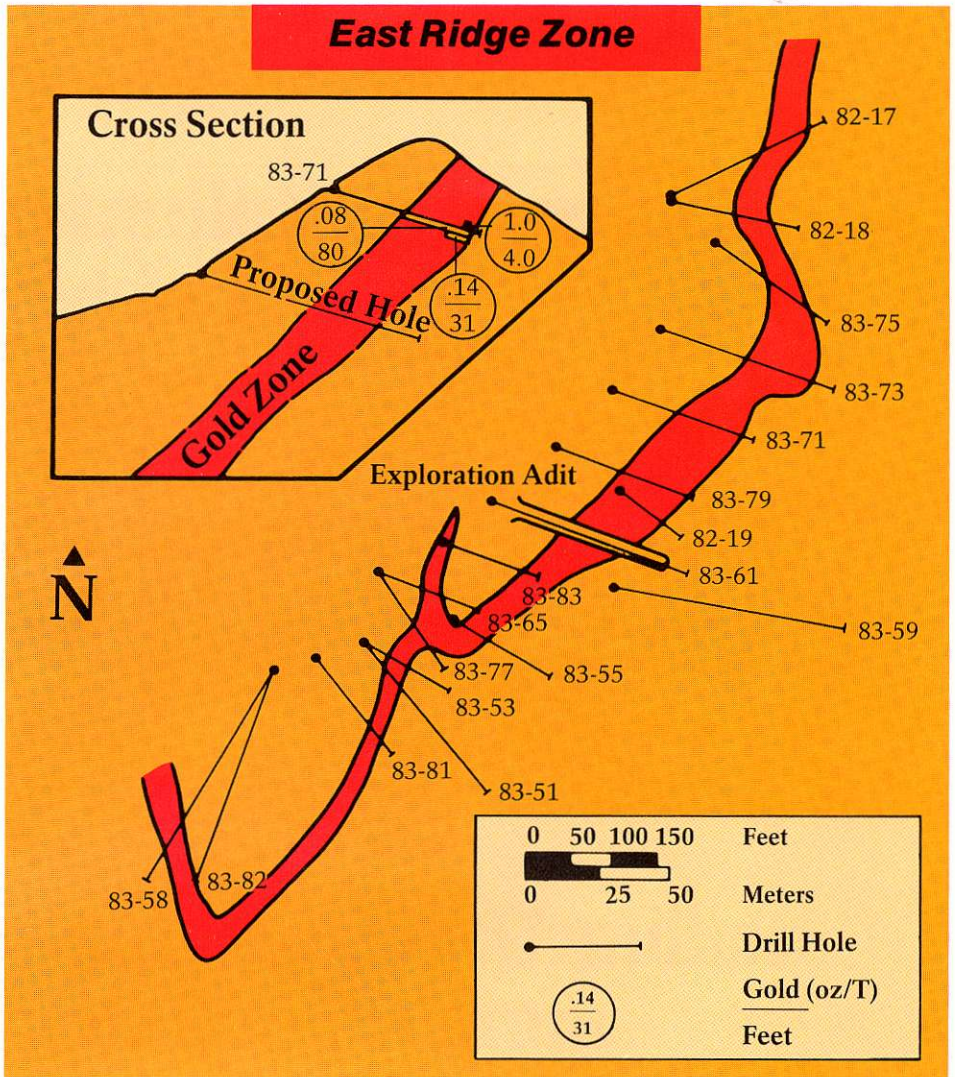 East Ridge Zone
Cross Section
83-71
.08
80
1.0
4.0
.14
31
Proposed Hole
Gold Zone
82-17
82-18
83-75
83-73
83-71
83-79
82-19
Exploration Adit
83-61
83-83
83-65
83-59
83-77
83-55
83-53
83-81
83-51
83-82
83-58
N
0 50 100 150 Feet
0 25 50 Meters
Drill Hole
.14
31
Gold (oz/T)
Feet